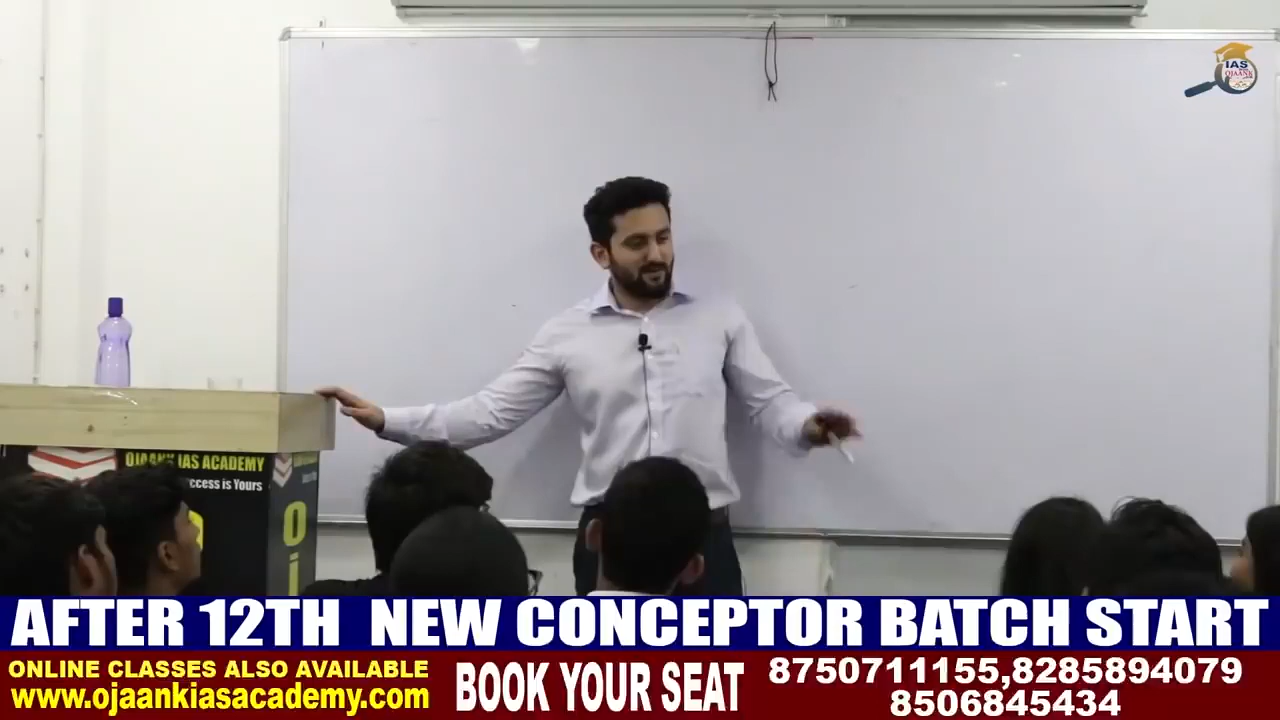 IAS
OJAANK
OJAANK IAS ACADEMY
ccess is Yours
O
i
AFTER 12TH NEW CONCEPTOR BATCH START
ONLINE CLASSES ALSO AVAILABLE
www.ojaankiasacademy.com
BOOK YOUR SEAT
8750711155,8285894079
8506845434